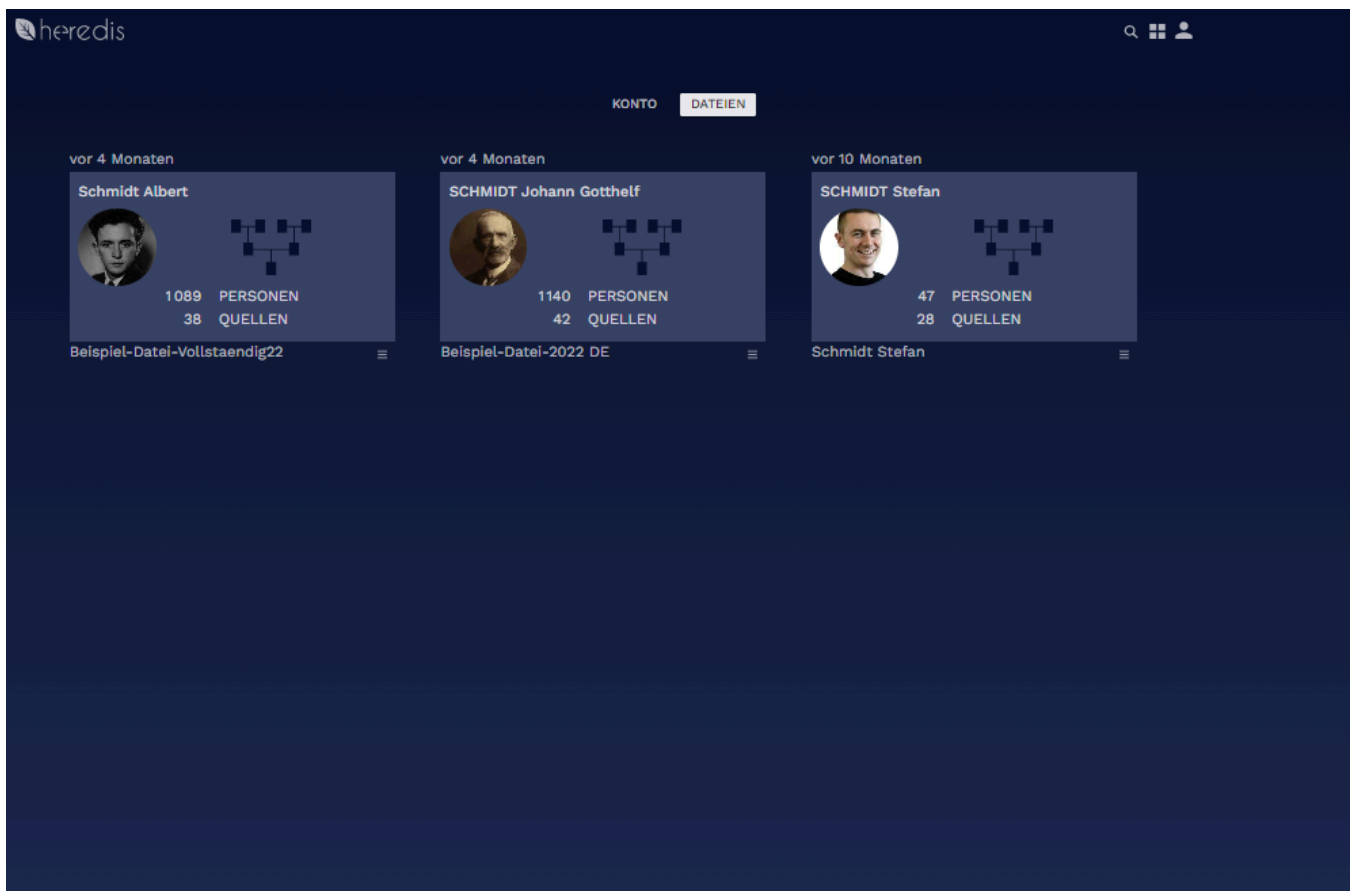 heredis
KONTO DATEIEN
vor 4 Monaten
Schmidt Albert
1 089 PERSONEN
38 QUELLEN
Beispiel-Datei-Vollstaendig22
vor 4 Monaten
SCHMIDT Johann Gotthelf
1140 PERSONEN
42 QUELLEN
Beispiel-Datei-2022 DE
vor 10 Monaten
SCHMIDT Stefan
47 PERSONEN
28 QUELLEN
Schmidt Stefan